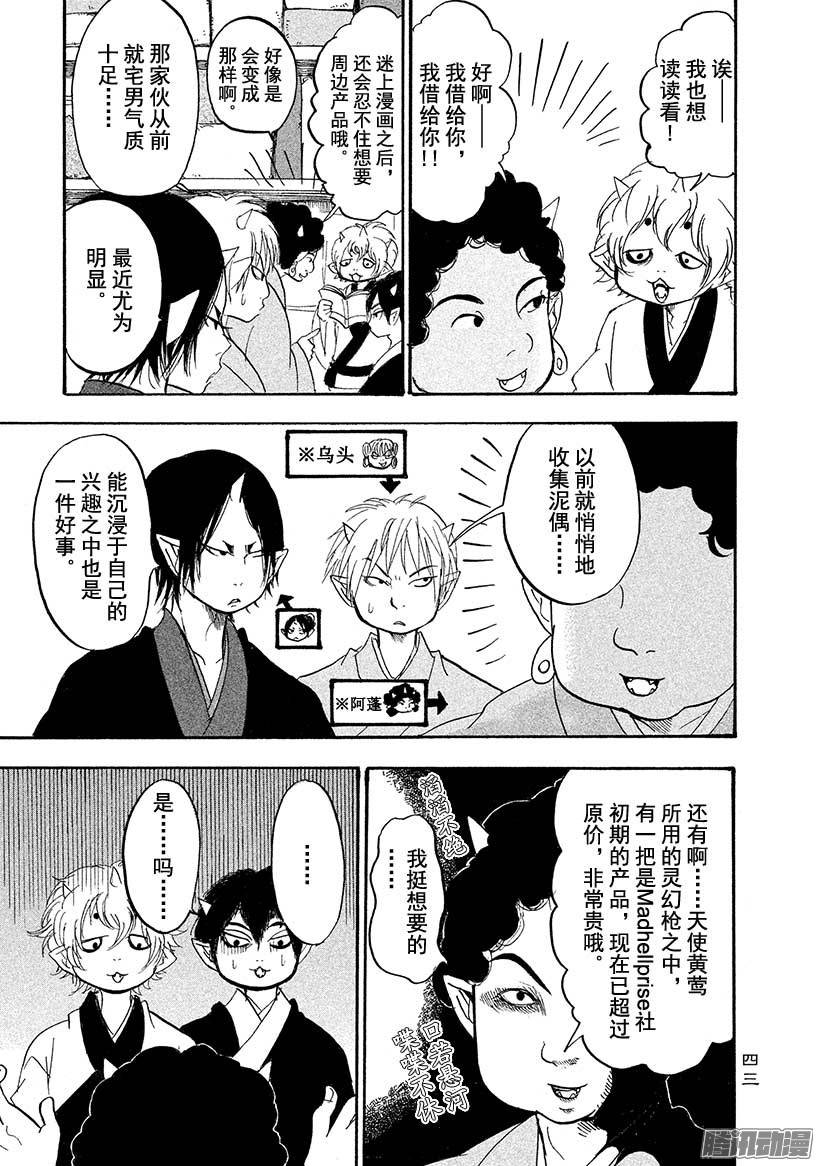 诶——
我也想
读读看！
好啊——
我借给你，
我借给你！！
迷上漫画之后，
还会忍不住想要
周边产品哦。
好像是
会变成
那样啊。
那家伙从前
就宅男气质
十足……
最近尤为
明显。
以前就悄悄地
收集泥偶……
※乌头
※阿蓬
能沉浸于自己的
兴趣之中也是
一件好事。
还有啊……天使黄莺
所用的灵幻枪之中，
有一把是Madhellprise社
初期的产品，现在已超过
原价，非常贵哦。
滔滔不绝
我挺想要的
……
口若悬河
喋喋不休
……
是……吗……
四三
腾讯动漫